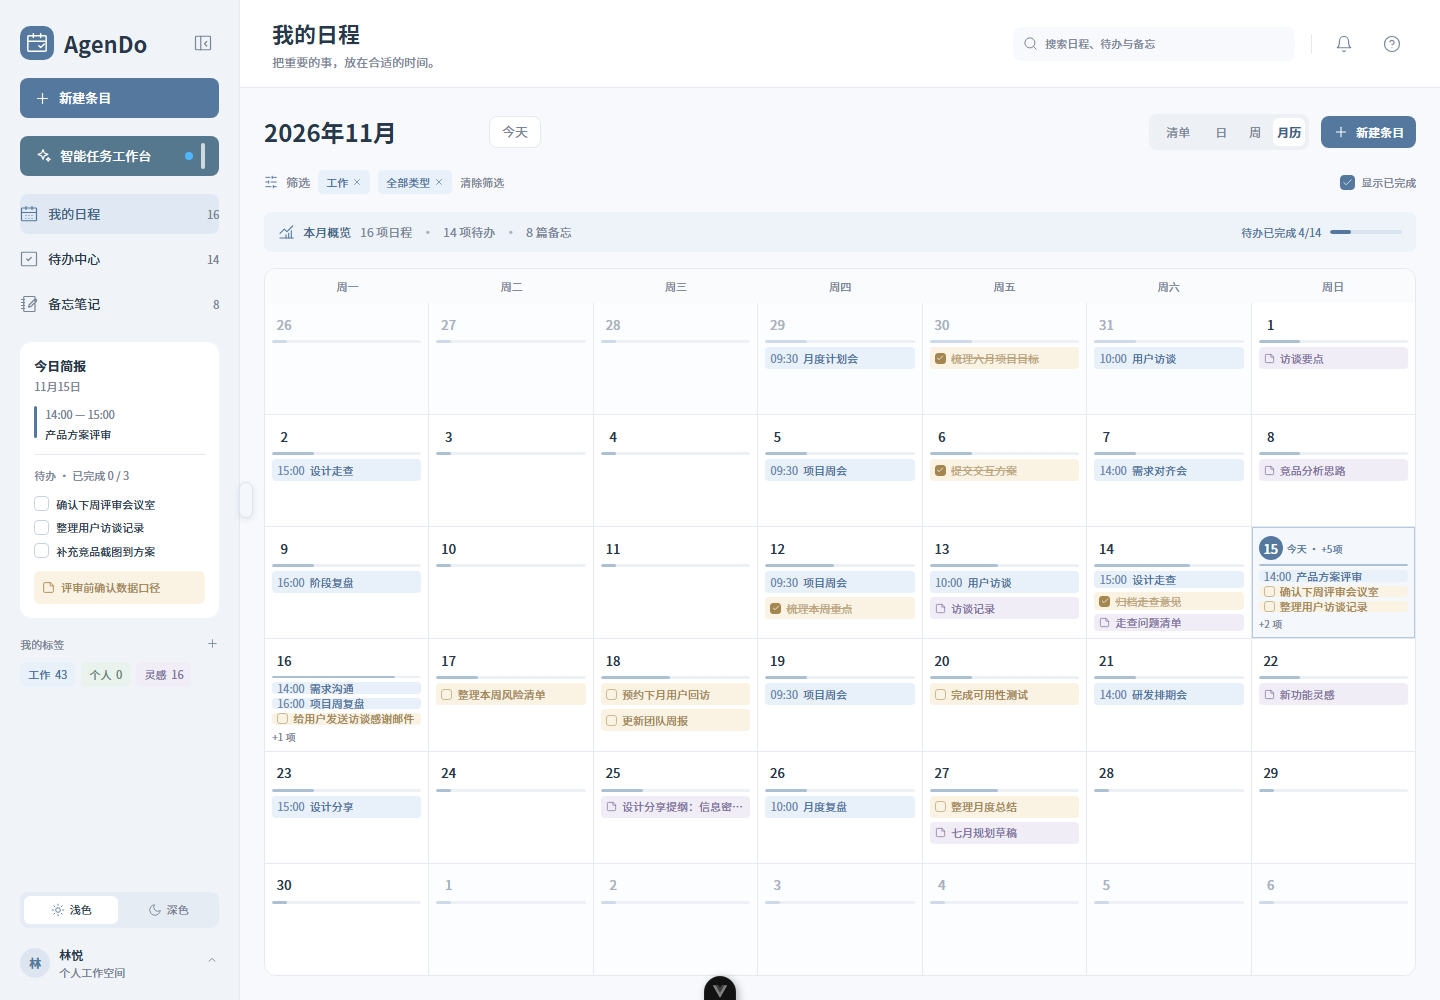 AgenDo
新建条目
智能任务工作台
我的日程 16
待办中心 14
备忘笔记 8
今日简报
11月15日
14:00 — 15:00
产品方案评审
待办 · 已完成 0 / 3
确认下周评审会议室
整理用户访谈记录
补充竞品截图到方案
评审前确认数据口径
我的标签
工作 43 个人 0 灵感 16
浅色 深色
林 林悦
个人工作空间
我的日程
把重要的事，放在合适的时间。
搜索日程、待办与备忘
2026年11月
今天
清单 日 周 月历
新建条目
筛选 工作 × 全部类型 × 清除筛选
显示已完成
本月概览 16 项日程 • 14 项待办 • 8 篇备忘
待办已完成 4/14
周一 周二 周三 周四 周五 周六 周日
26 27 28 29 30 31 1
09:30 月度计划会
梳理六月项目目标
10:00 用户访谈
访谈要点
2 3 4 5 6 7 8
15:00 设计走查
09:30 项目周会
提交交互方案
14:00 需求对齐会
竞品分析思路
9 10 11 12 13 14 15 今天 · +5项
16:00 阶段复盘
09:30 项目周会
梳理本周重点
10:00 用户访谈
访谈记录
15:00 设计走查
归档走查意见
走查问题清单
14:00 产品方案评审
确认下周评审会议室
整理用户访谈记录
+2 项
16 17 18 19 20 21 22
14:00 需求沟通
16:00 项目周复盘
给用户发送访谈感谢邮件
+1 项
整理本周风险清单
预约下月用户回访
更新团队周报
09:30 项目周会
完成可用性测试
14:00 研发排期会
新功能灵感
23 24 25 26 27 28 29
15:00 设计分享
设计分享提纲：信息密…
10:00 月度复盘
整理月度总结
七月规划草稿
30 1 2 3 4 5 6